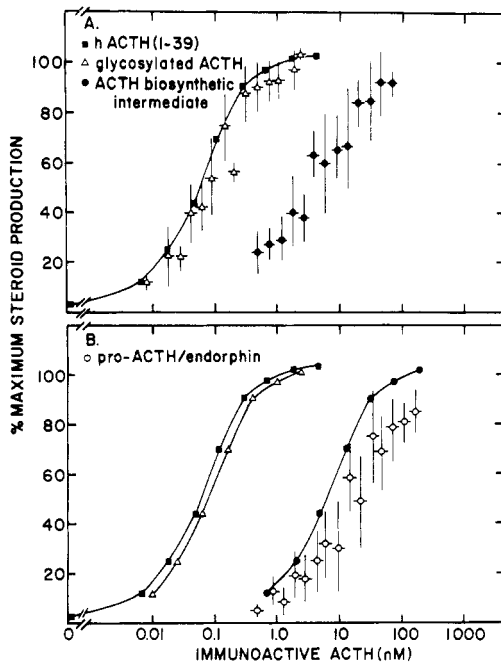 A.
■ h ACTH (1-39)
△ glycosylated ACTH
● ACTH biosynthetic
intermediate
100
80
60
40
20
% MAXIMUM STEROID PRODUCTION
B.
○ pro-ACTH/endorphin
100
80
60
40
20
0 0.01 0.1 1.0 10 100 1000
IMMUNOACTIVE ACTH (nM)